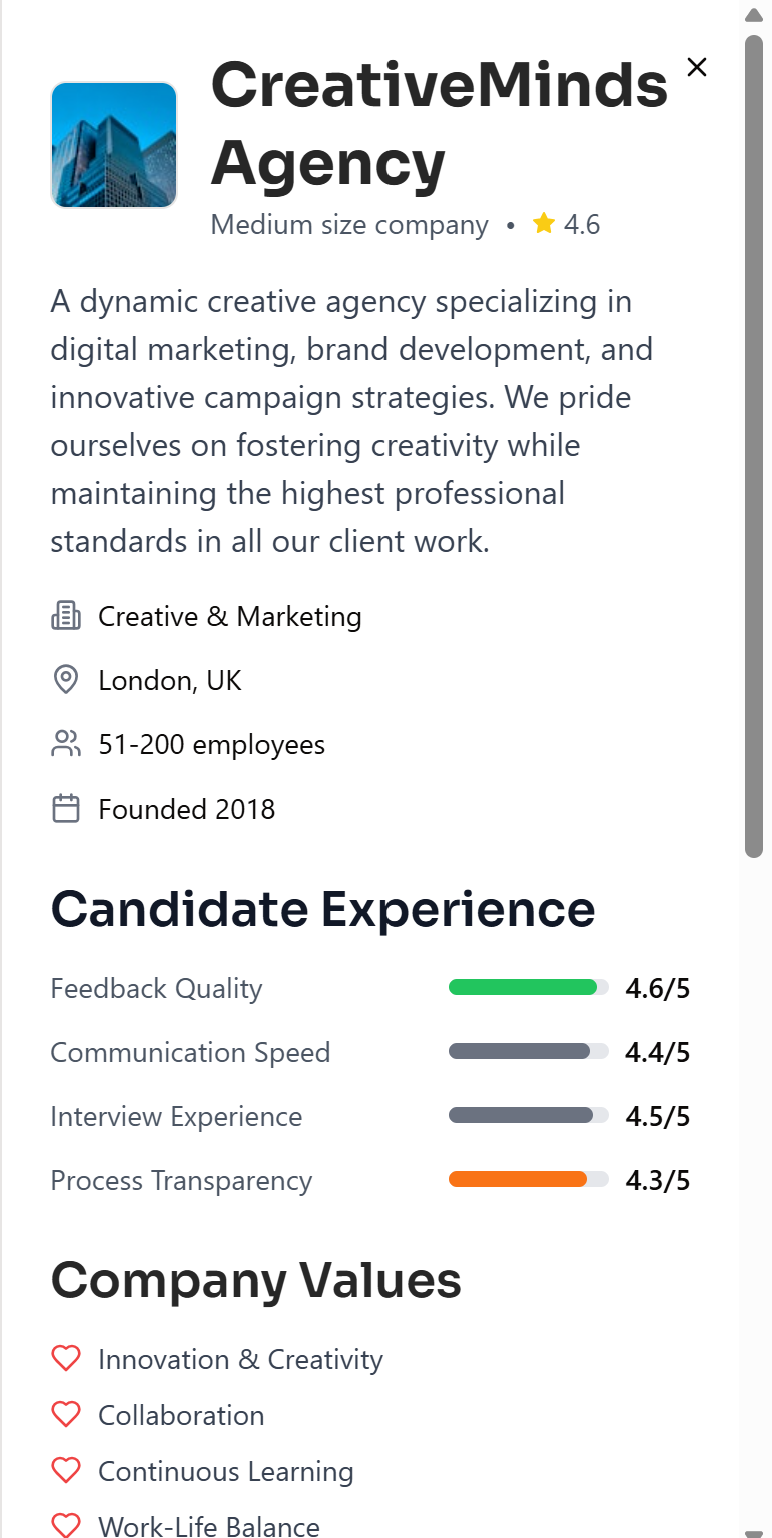 CreativeMinds
Agency
Medium size company • 4.6
A dynamic creative agency specializing in
digital marketing, brand development, and
innovative campaign strategies. We pride
ourselves on fostering creativity while
maintaining the highest professional
standards in all our client work.
Creative & Marketing
London, UK
51-200 employees
Founded 2018
Candidate Experience
Feedback Quality 4.6/5
Communication Speed 4.4/5
Interview Experience 4.5/5
Process Transparency 4.3/5
Company Values
Innovation & Creativity
Collaboration
Continuous Learning
Work-Life Balance